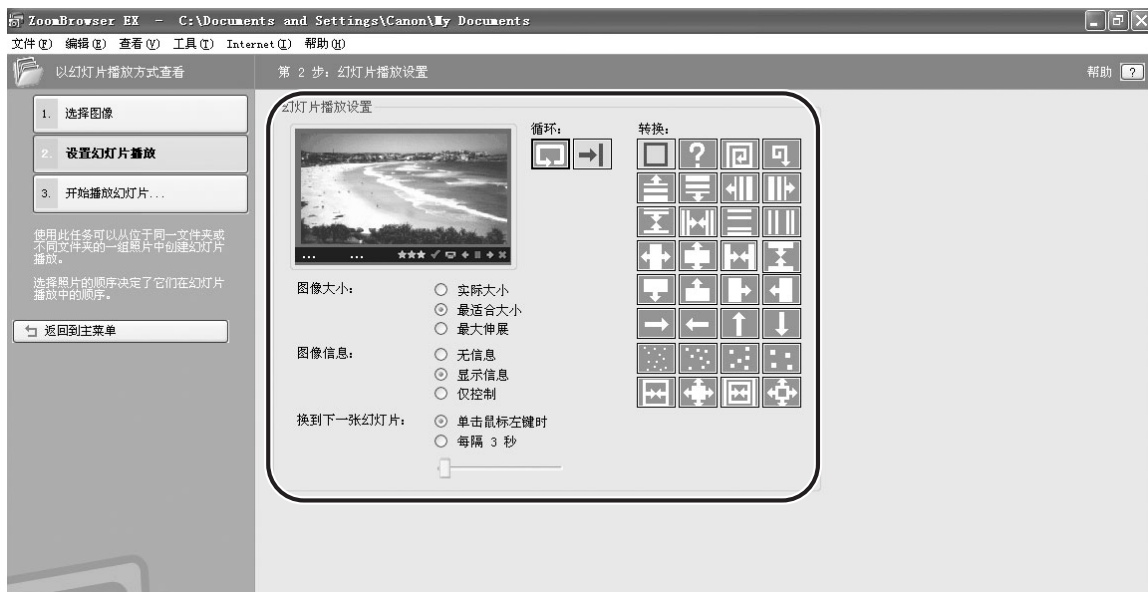 ZoomBrowser EX - C:\Documents and Settings\Canon\My Documents
文件(F) 编辑(E) 查看(V) 工具(T) Internet(I) 帮助(H)
以幻灯片播放方式查看
第 2 步: 幻灯片播放设置
帮助 ?
1. 选择图像
2. 设置幻灯片播放
3. 开始播放幻灯片...
使用此任务可以从位于同一文件夹或
不同文件夹的一组照片中创建幻灯片
播放。
选择照片的顺序决定了它们在幻灯片
播放中的顺序。
返回到主菜单
幻灯片播放设置
循环:
转换:
... ...
图像大小:
实际大小
最适合大小
最大伸展
图像信息:
无信息
显示信息
仅控制
换到下一张幻灯片:
单击鼠标左键时
每隔 3 秒